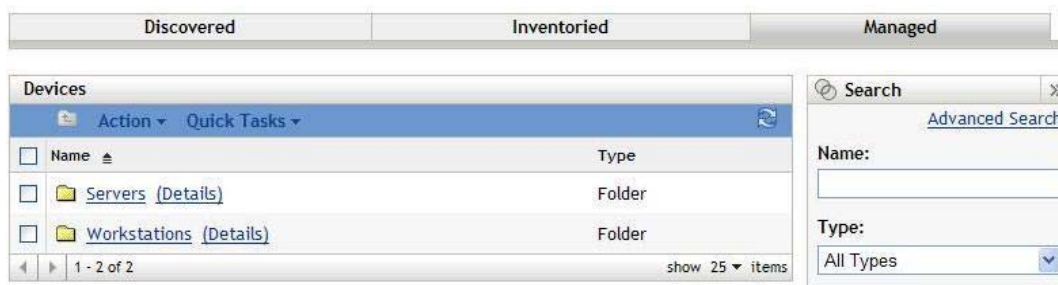 Discovered Inventoried Managed
Devices
Action Quick Tasks
Name Type
Servers (Details) Folder
Workstations (Details) Folder
1 - 2 of 2 show 25 items
Search
Advanced Search
Name:
Type:
All Types